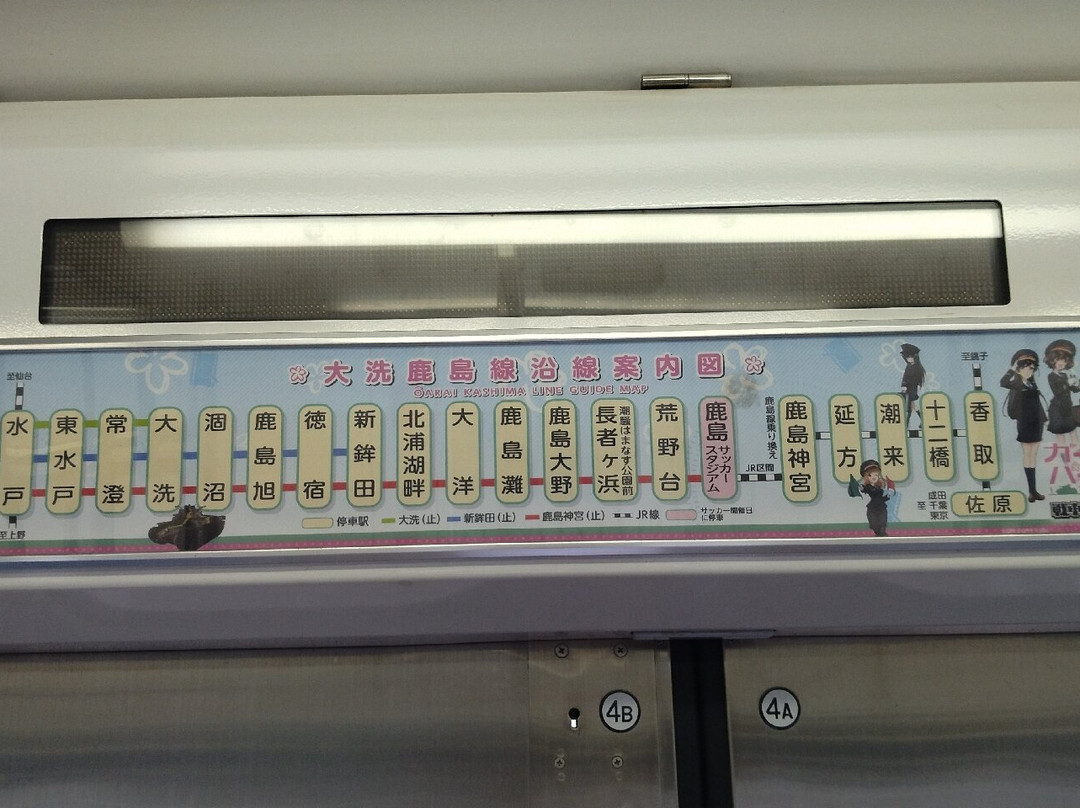 大洗鹿島線沿線案内図
OARAI KASHIMA LINE GUIDE MAP
至仙台
水戸
至上野
東水戸
常澄
大洗
涸沼
鹿島旭
徳宿
新鉾田
北浦湖畔
大洋
鹿島灘
鹿島大野
長者ヶ浜
潮騒はまなす公園前
荒野台
鹿島
サッカー
スタジアム
鹿島線乗り換え
JR区間
鹿島神宮
延方
潮来
十二橋
至銚子
香取
佐原
成田
至 千葉
東京
停車駅
大洗(止)
新鉾田(止)
鹿島神宮(止)
JR線
サッカー開催日
に停車
4B
4A